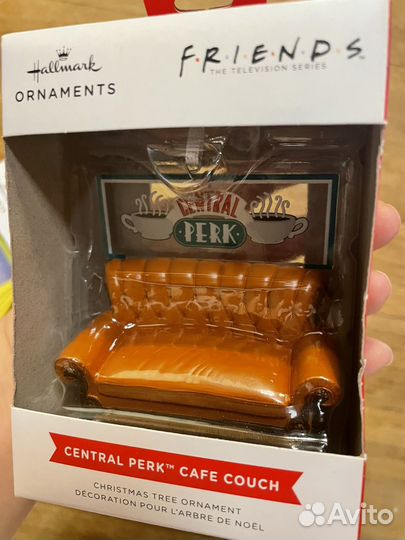 Hallmark
ORNAMENTS
F·R·I·E·N·D·S™
THE TELEVISION SERIES
CENTRAL
PERK
CENTRAL PERK™ CAFE COUCH
CHRISTMAS TREE ORNAMENT
DÉCORATION POUR L'ARBRE DE NOËL
Avito